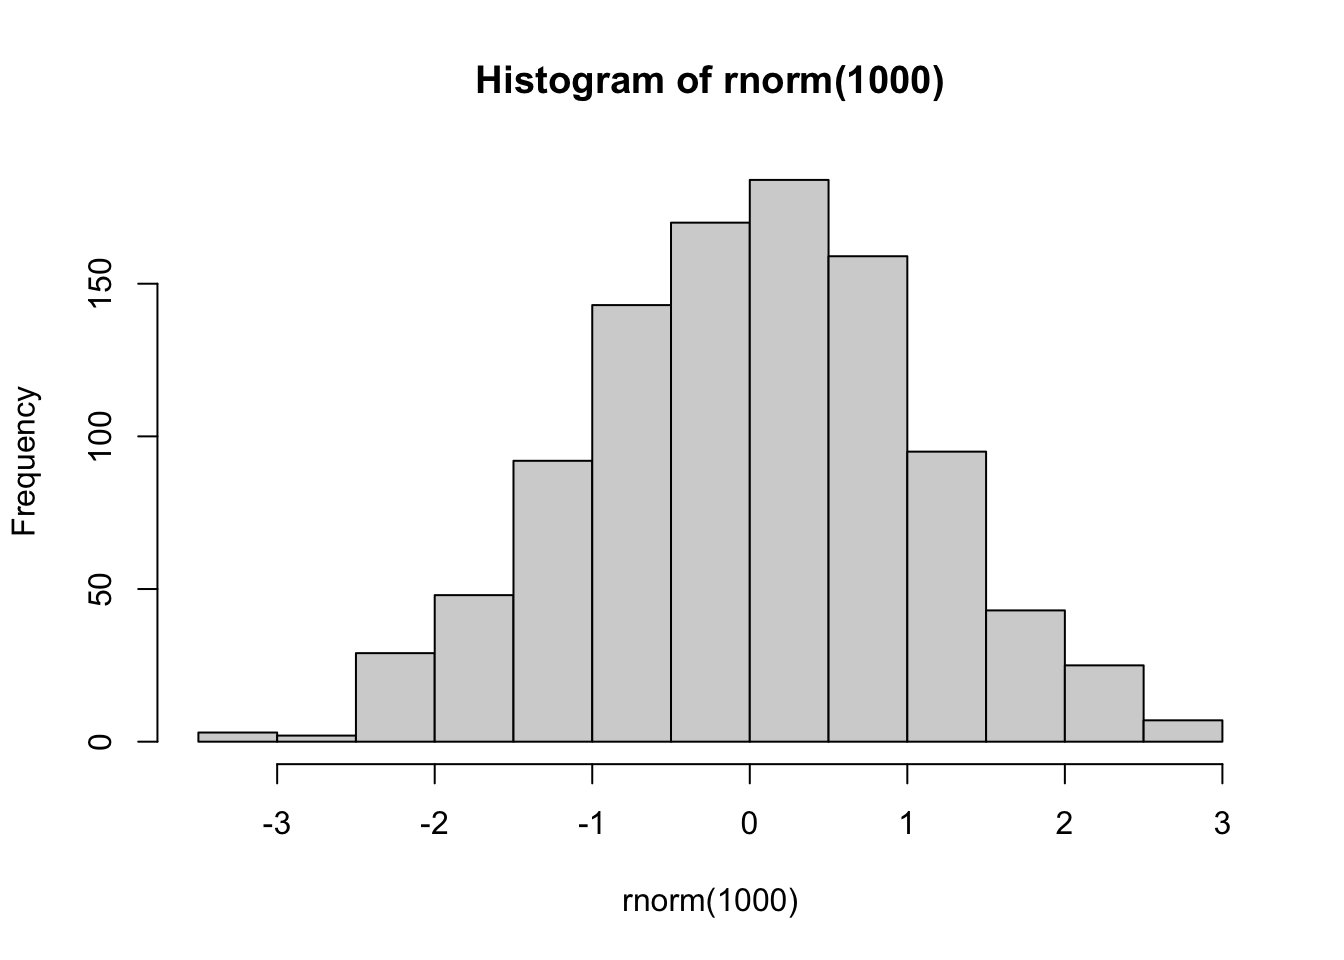 Histogram of rnorm(1000)
Frequency
150
100
50
0
-3 -2 -1 0 1 2 3
rnorm(1000)